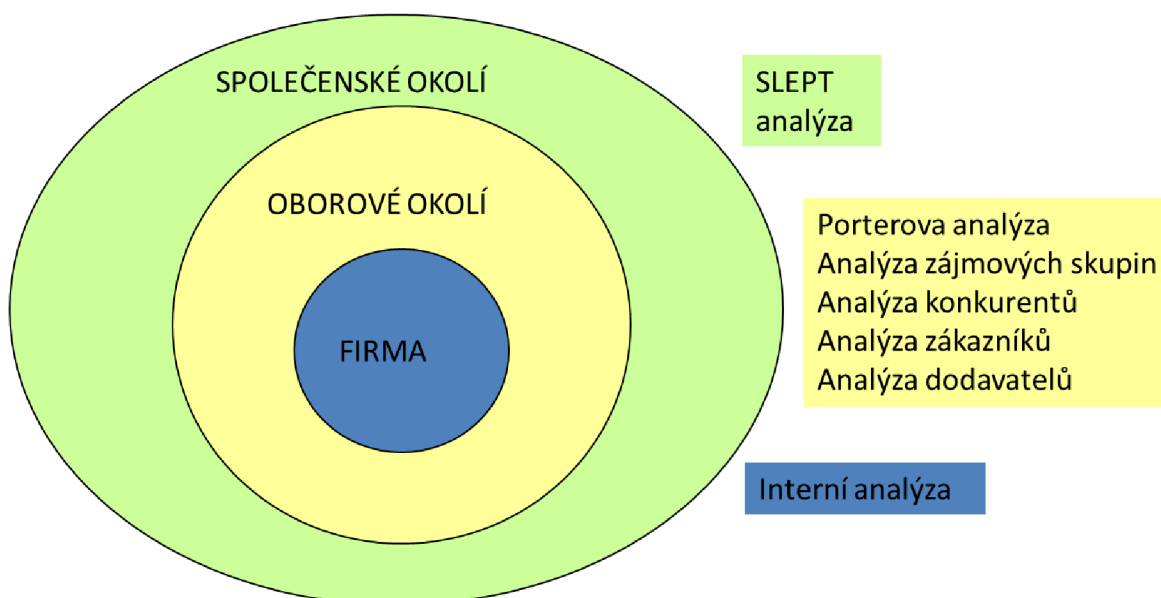 SPOLEČENSKÉ OKOLÍ
OBOROVÉ OKOLÍ
FIRMA
SLEPT
analýza
Porterova analýza
Analýza zájmových skupin
Analýza konkurentů
Analýza zákazníků
Analýza dodavatelů
Interní analýza